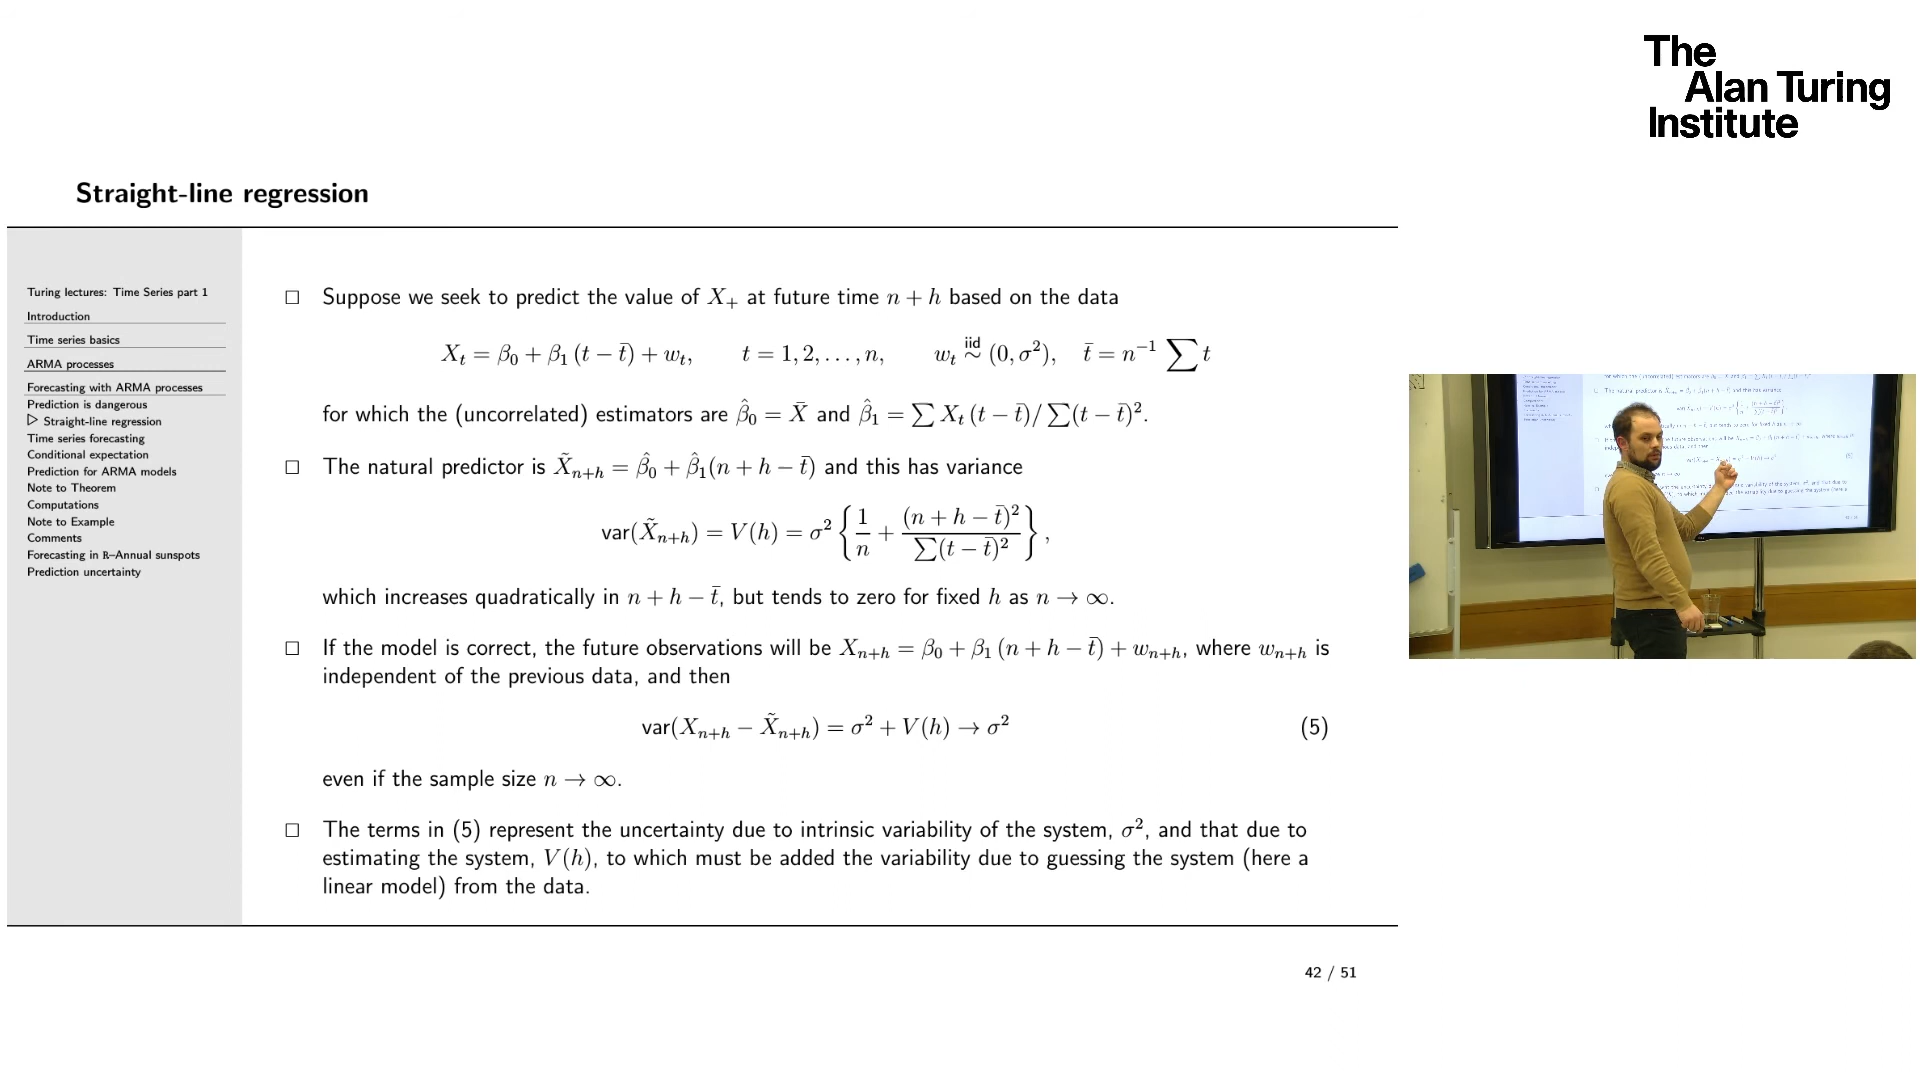 The
Alan Turing
Institute
Straight-line regression
Turing lectures: Time Series part 1
Introduction
Time series basics
ARMA processes
Forecasting with ARMA processes
Prediction is dangerous
▷ Straight-line regression
Time series forecasting
Conditional expectation
Prediction for ARMA models
Note to Theorem
Computations
Note to Example
Comments
Forecasting in R–Annual sunspots
Prediction uncertainty
□ Suppose we seek to predict the value of X₊ at future time n + h based on the data
X_t = β₀ + β₁ (t − t̄) + w_t,   t = 1, 2, . . . , n,   w_t ~^{iid} (0, σ²),   t̄ = n⁻¹ ∑ t
for which the (uncorrelated) estimators are β̂₀ = X̄ and β̂₁ = ∑ X_t (t − t̄)/ ∑(t − t̄)².
□ The natural predictor is X̃_{n+h} = β̂₀ + β̂₁(n + h − t̄) and this has variance
var(X̃_{n+h}) = V(h) = σ² { 1/n + (n + h − t̄)² / ∑(t − t̄)² } ,
which increases quadratically in n + h − t̄, but tends to zero for fixed h as n → ∞.
□ If the model is correct, the future observations will be X_{n+h} = β₀ + β₁ (n + h − t̄) + w_{n+h}, where w_{n+h} is
independent of the previous data, and then
var(X_{n+h} − X̃_{n+h}) = σ² + V(h) → σ²   (5)
even if the sample size n → ∞.
□ The terms in (5) represent the uncertainty due to intrinsic variability of the system, σ², and that due to
estimating the system, V(h), to which must be added the variability due to guessing the system (here a
linear model) from the data.
42 / 51